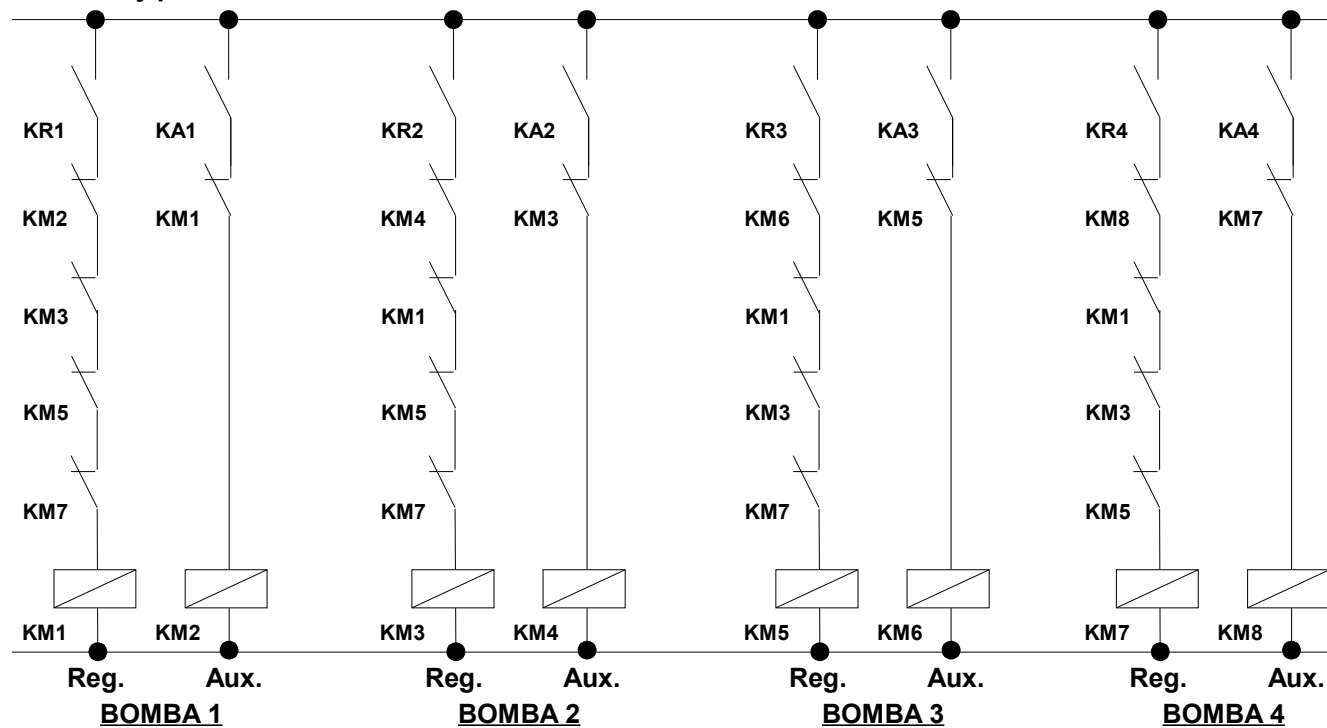 KR1 KA1 KR2 KA2 KR3 KA3 KR4 KA4
KM2 KM1 KM4 KM3 KM6 KM5 KM8 KM7
KM3 KM1 KM1 KM1
KM5 KM5 KM3 KM3
KM7 KM7 KM7 KM5
KM1 KM2 KM3 KM4 KM5 KM6 KM7 KM8
Reg. Aux. Reg. Aux. Reg. Aux. Reg. Aux.
BOMBA 1 BOMBA 2 BOMBA 3 BOMBA 4